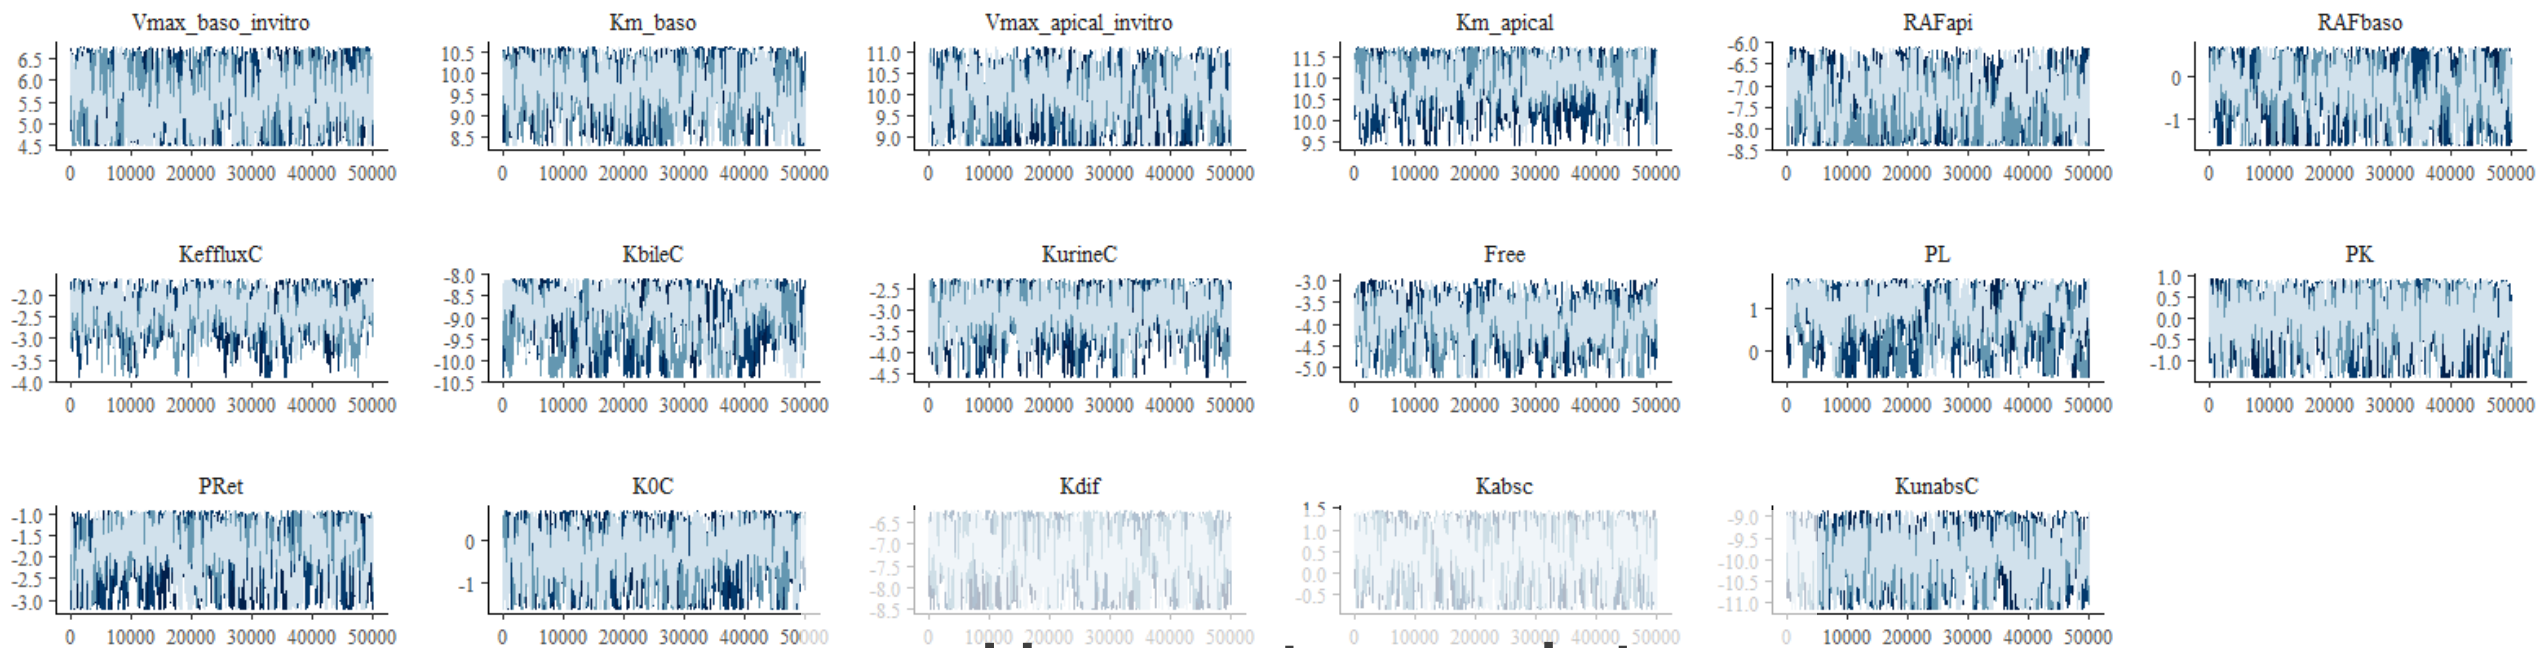 Vmax_baso_invitro Km_baso Vmax_apical_invitro Km_apical RAFapi RAFbaso
6.5 10.5 11.0 11.5 -6.0 0
6.0 10.0 10.5 11.0 -6.5 -1
5.5 9.5 10.0 10.5 -7.0
5.0 9.0 9.5 10.0 -7.5
4.5 8.5 9.0 9.5 -8.0
-8.5
0 10000 20000 30000 40000 50000 0 10000 20000 30000 40000 50000 0 10000 20000 30000 40000 50000 0 10000 20000 30000 40000 50000 0 10000 20000 30000 40000 50000 0 10000 20000 30000 40000 50000
KeffluxC KbileC KurineC Free PL PK
-2.0 -8.0 -2.5 -3.0 1 1.0
-2.5 -8.5 -3.0 -3.5 0 0.5
-3.0 -9.0 -3.5 -4.0 0.0
-3.5 -9.5 -4.0 -4.5 -0.5
-4.0 -10.0 -4.5 -5.0 -1.0
-10.5
0 10000 20000 30000 40000 50000 0 10000 20000 30000 40000 50000 0 10000 20000 30000 40000 50000 0 10000 20000 30000 40000 50000 0 10000 20000 30000 40000 50000 0 10000 20000 30000 40000 50000
PRet K0C Kdif Kabsc KunabsC
-1.0 0 -6.5 1.5 -9.0
-1.5 -1 -7.0 1.0 -9.5
-2.0 -7.5 0.5 -10.0
-2.5 -8.0 0.0 -10.5
-3.0 -8.5 -0.5 -11.0
0 10000 20000 30000 40000 50000 0 10000 20000 30000 40000 50000 0 10000 20000 30000 40000 50000 0 10000 20000 30000 40000 50000 0 10000 20000 30000 40000 50000